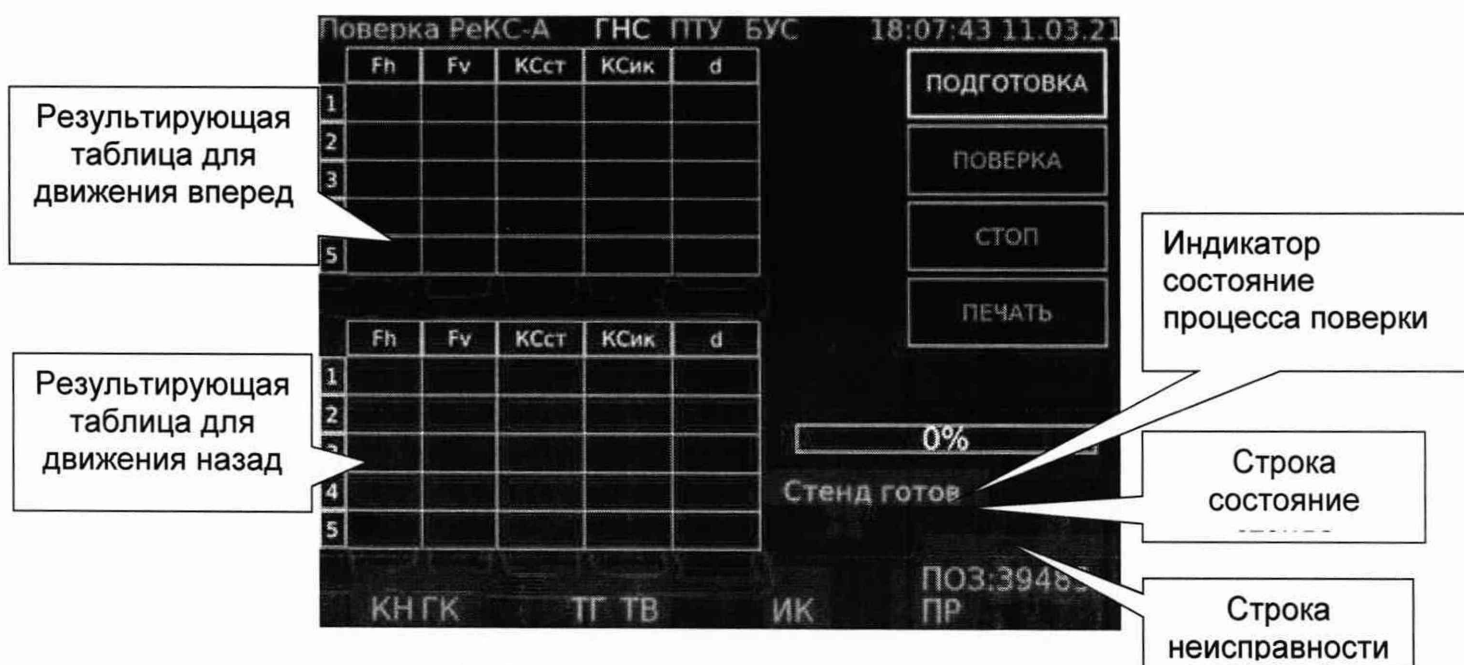 Поверка РеКС-А ГНС ПТУ БУС 18:07:43 11.03.21
Fh Fv КСст КСик d
1
2
3
5
Результирующая
таблица для
движения вперед
ПОДГОТОВКА
ПОВЕРКА
СТОП
ПЕЧАТЬ
Индикатор
состояние
процесса поверки
Fh Fv КСст КСик d
1
2
3
4
5
Результирующая
таблица для
движения назад
0%
Стенд готов
Строка
состояние
ПОЗ:39483
КН ГК ТГ ТВ ИК ПР
Строка
неисправности